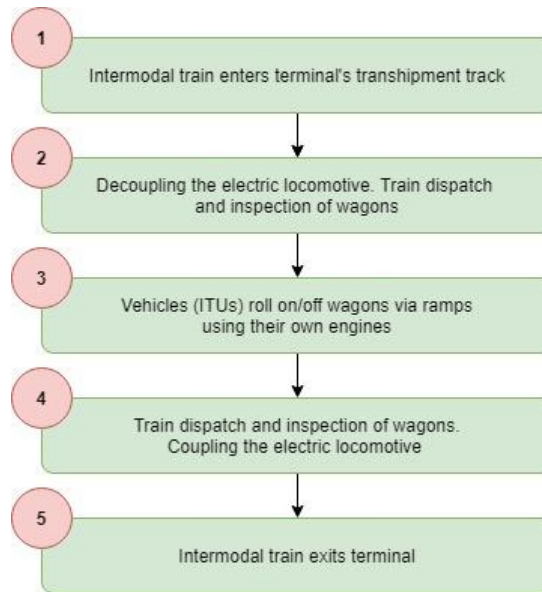 1
Intermodal train enters terminal's transhipment track
2
Decoupling the electric locomotive. Train dispatch
and inspection of wagons
3
Vehicles (ITUs) roll on/off wagons via ramps
using their own engines
4
Train dispatch and inspection of wagons.
Coupling the electric locomotive
5
Intermodal train exits terminal